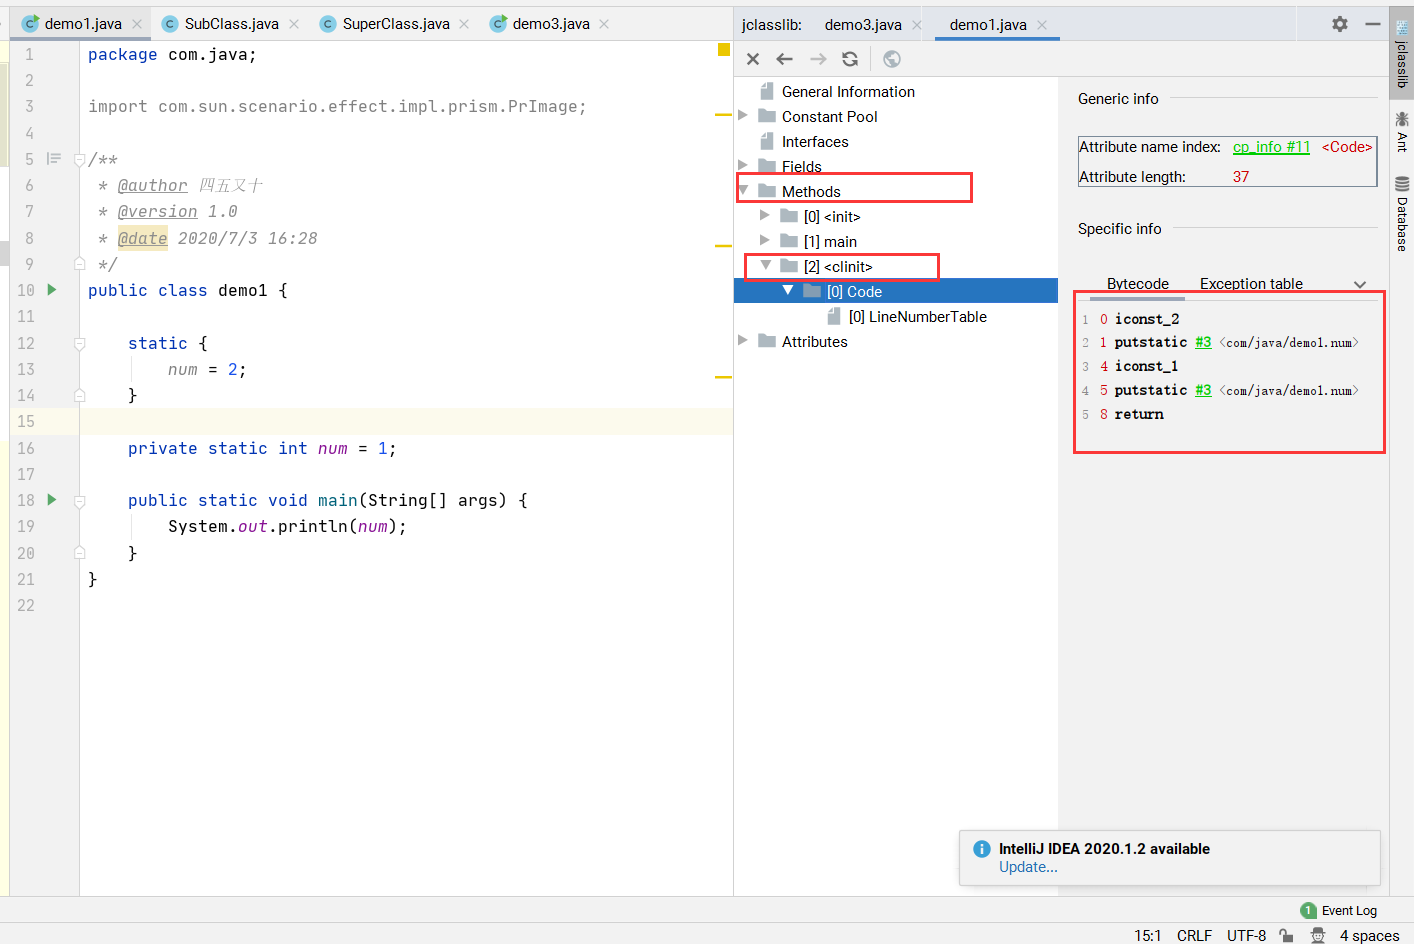 demo1.java
SubClass.java
SuperClass.java
demo3.java
jclasslib:
demo3.java
demo1.java
1 package com.java;
2
3 import com.sun.scenario.effect.impl.prism.PrImage;
4
5 /**
6 * @author 四五又十
7 * @version 1.0
8 * @date 2020/7/3 16:28
9 */
10 public class demo1 {
11
12 static {
13 num = 2;
14 }
15
16 private static int num = 1;
17
18 public static void main(String[] args) {
19 System.out.println(num);
20 }
21 }
22
General Information
Constant Pool
Interfaces
Fields
Methods
[0] <init>
[1] main
[2] <clinit>
[0] Code
[0] LineNumberTable
Attributes
Generic info
Attribute name index: cp_info #11 <Code>
Attribute length: 37
Specific info
Bytecode Exception table
1 0 iconst_2
2 1 putstatic #3 <com/java/demo1.num>
3 4 iconst_1
4 5 putstatic #3 <com/java/demo1.num>
5 8 return
jclasslib
Ant
Database
IntelliJ IDEA 2020.1.2 available
Update...
1 Event Log
15:1 CRLF UTF-8 4 spaces